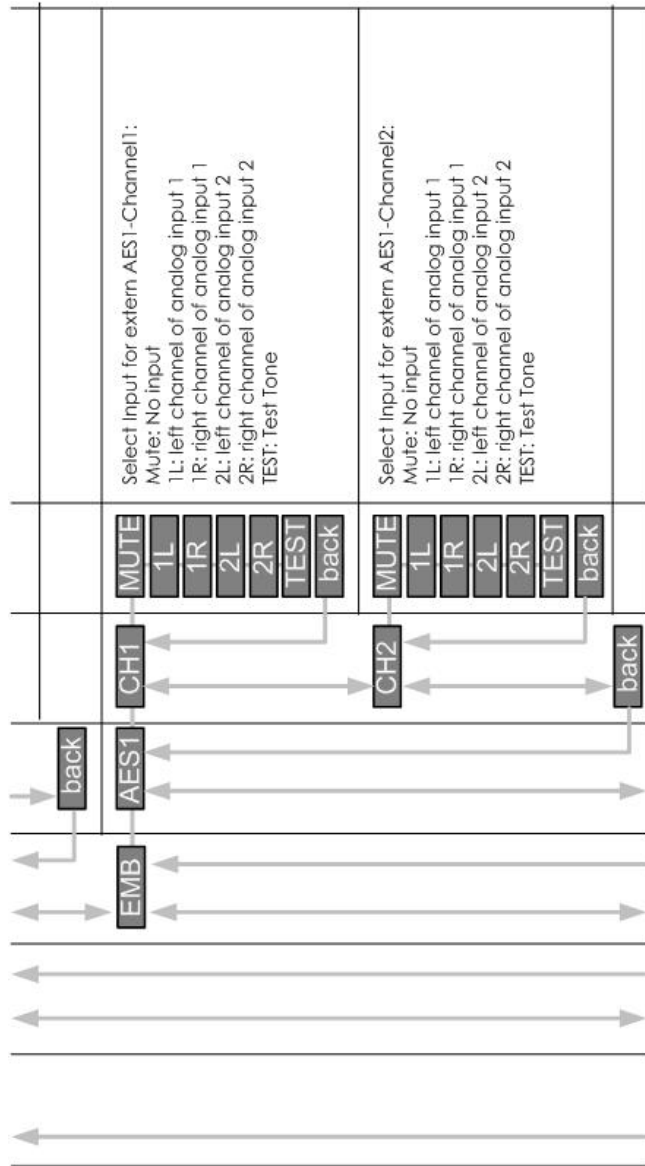 back
EMB
AES1
CH1
MUTE
1L
1R
2L
2R
TEST
back
Select Input for extern AES1-Channel1:
Mute: No input
1L: left channel of analog input 1
1R: right channel of analog input 1
2L: left channel of analog input 2
2R: right channel of analog input 2
TEST: Test Tone
CH2
MUTE
1L
1R
2L
2R
TEST
back
Select Input for extern AES1-Channel2:
Mute: No input
1L: left channel of analog input 1
1R: right channel of analog input 1
2L: left channel of analog input 2
2R: right channel of analog input 2
TEST: Test Tone
back